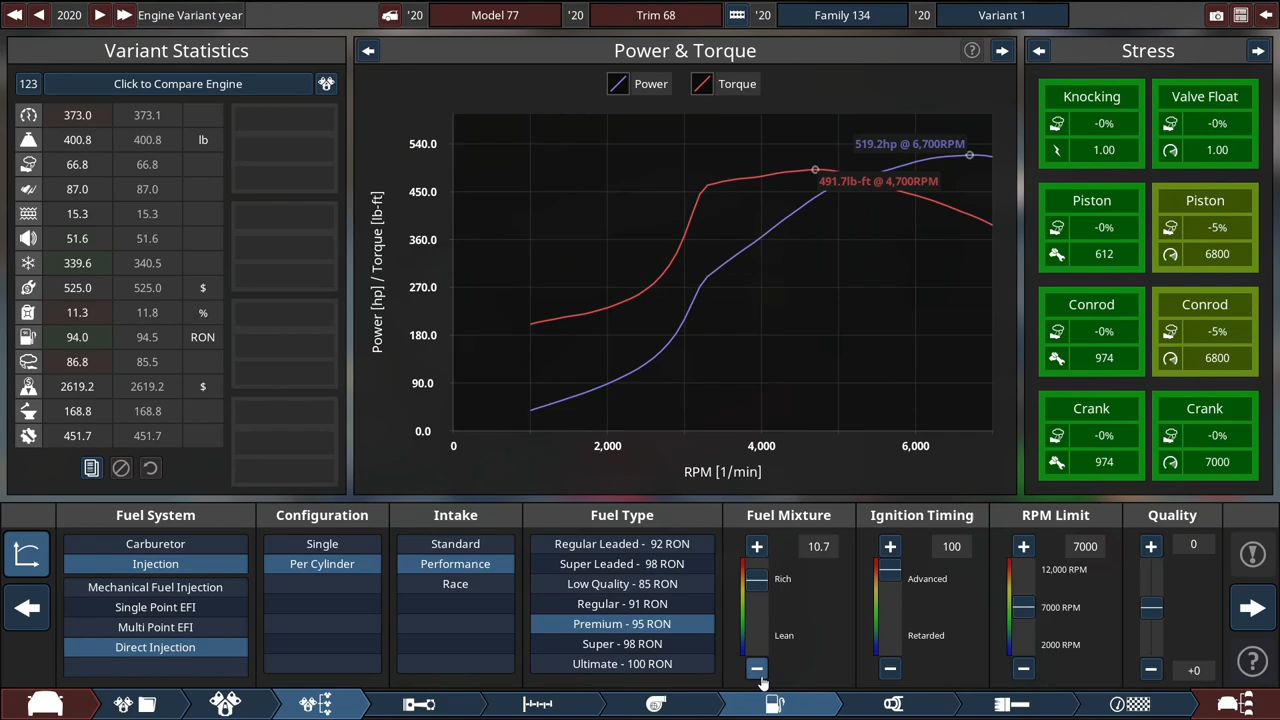 2020 Engine Variant year '20 Model 77 '20 Trim 68 '20 Family 134 '20 Variant 1
Variant Statistics
123 Click to Compare Engine
373.0 373.1
400.8 400.8 lb
66.8 66.8
87.0 87.0
15.3 15.3
51.6 51.6
339.6 340.5
525.0 525.0 $
11.3 11.8 %
94.0 94.5 RON
86.8 85.5
2619.2 2619.2 $
168.8 168.8
451.7 451.7
Power & Torque ?
Power Torque
Power [hp] / Torque [lb-ft]
540.0
450.0
360.0
270.0
180.0
90.0
0.0
519.2hp @ 6,700RPM
491.7lb-ft @ 4,700RPM
0 2,000 4,000 6,000
RPM [1/min]
Stress
Knocking Valve Float
-0% -0%
1.00 1.00
Piston Piston
-0% -5%
612 6800
Conrod Conrod
-0% -5%
974 6800
Crank Crank
-0% -0%
974 7000
Fuel System
Carburetor
Injection
Mechanical Fuel Injection
Single Point EFI
Multi Point EFI
Direct Injection
Configuration
Single
Per Cylinder
Intake
Standard
Performance
Race
Fuel Type
Regular Leaded - 92 RON
Super Leaded - 98 RON
Low Quality - 85 RON
Regular - 91 RON
Premium - 95 RON
Super - 98 RON
Ultimate - 100 RON
Fuel Mixture
+ 10.7
Rich
Lean
−
Ignition Timing
+ 100
Advanced
Retarded
−
RPM Limit
+ 7000
12,000 RPM
7000 RPM
2000 RPM
−
Quality
+ 0
− +0
!
?